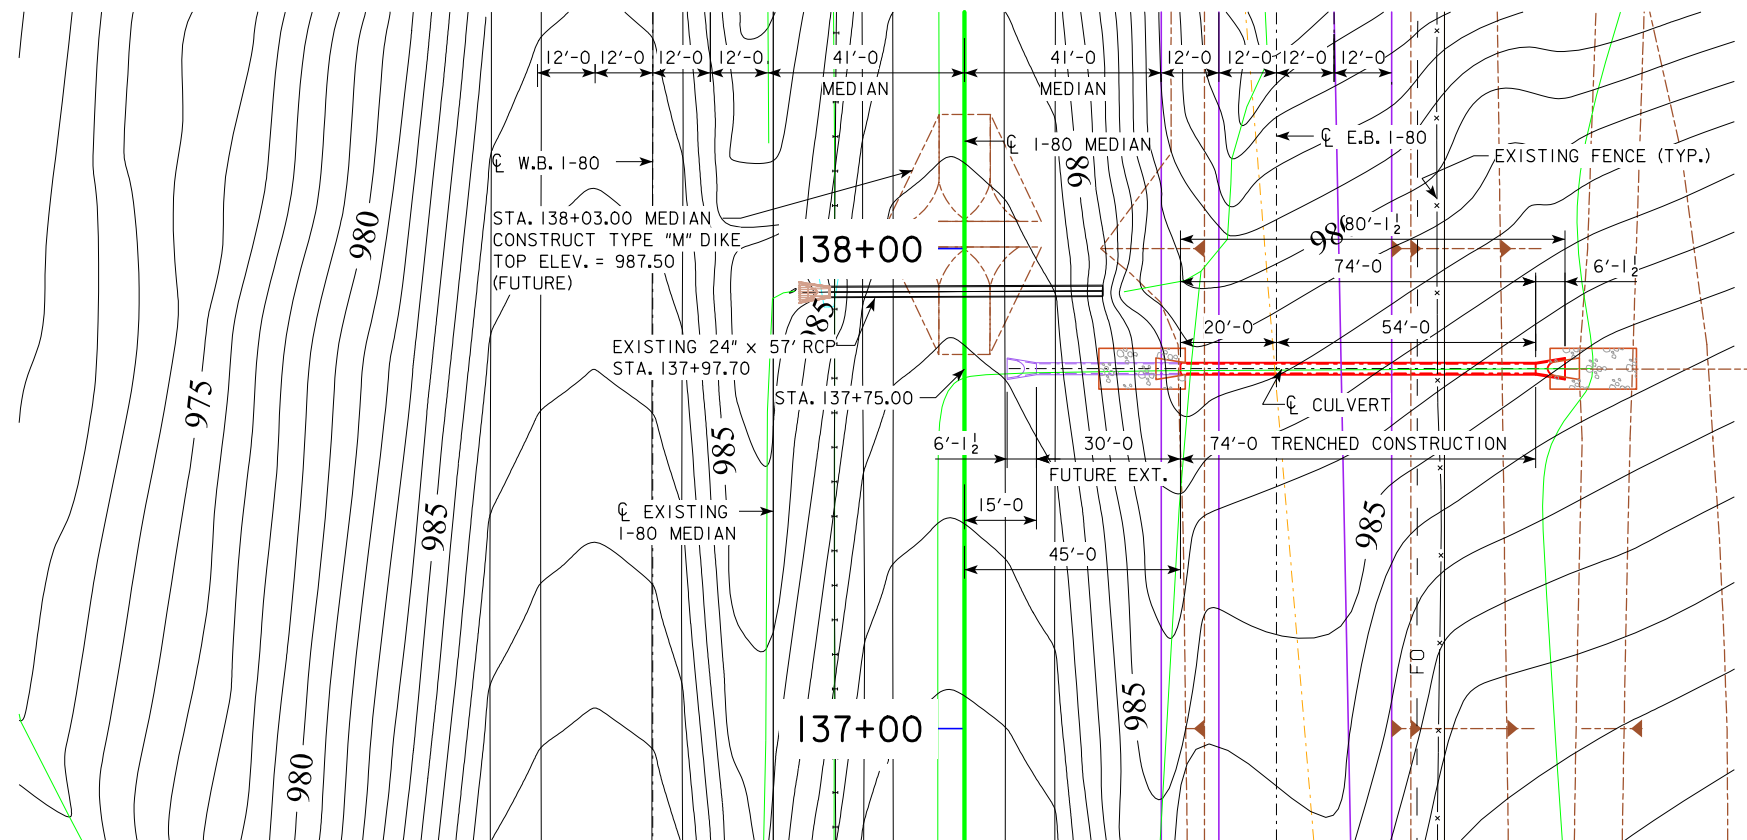 12'-0 12'-0 12'-0 12'-0 41'-0 41'-0 12'-0 12'-0 12'-0 12'-0
MEDIAN MEDIAN
℄ I-80 MEDIAN
℄ E.B. I-80
℄ W.B. I-80
EXISTING FENCE (TYP.)
98
980
STA. 138+03.00 MEDIAN
CONSTRUCT TYPE "M" DIKE
TOP ELEV. = 987.50
(FUTURE)
138+00
98
80'-1½
74'-0
6'-1½
985
20'-0
54'-0
EXISTING 24" x 57' RCP
STA. 137+97.70
STA. 137+75.00
℄ CULVERT
975
985
6'-1½
30'-0
74'-0 TRENCHED CONSTRUCTION
FUTURE EXT.
15'-0
℄ EXISTING
I-80 MEDIAN
985
985
45'-0
FO
985
137+00
980